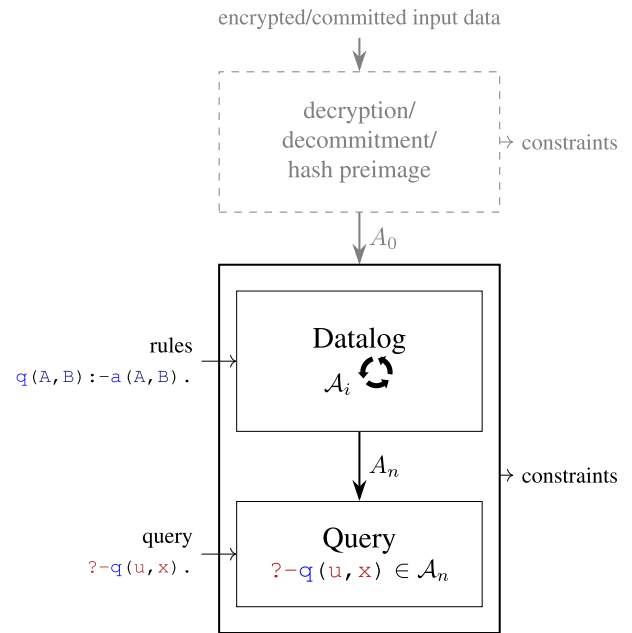 encrypted/committed input data
decryption/
decommitment/
hash preimage
constraints
A₀
rules
q(A,B):-a(A,B).
Datalog
𝒜ᵢ
Aₙ
constraints
query
?-q(u,x).
Query
?-q(u,x) ∈ 𝒜ₙ